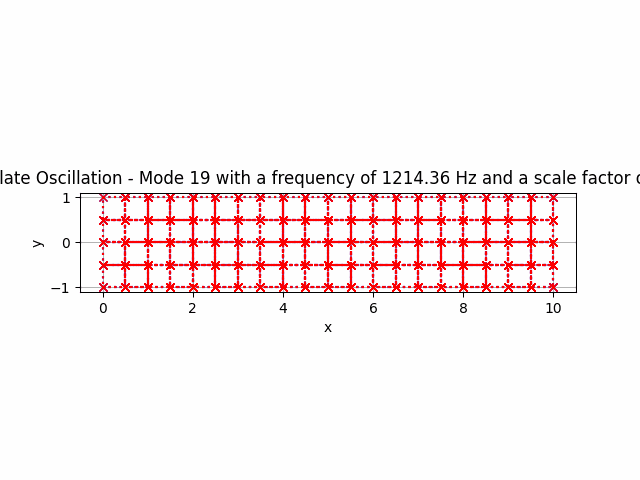 late Oscillation - Mode 19 with a frequency of 1214.36 Hz and a scale factor o
1
0
−1
y
0 2 4 6 8 10
x